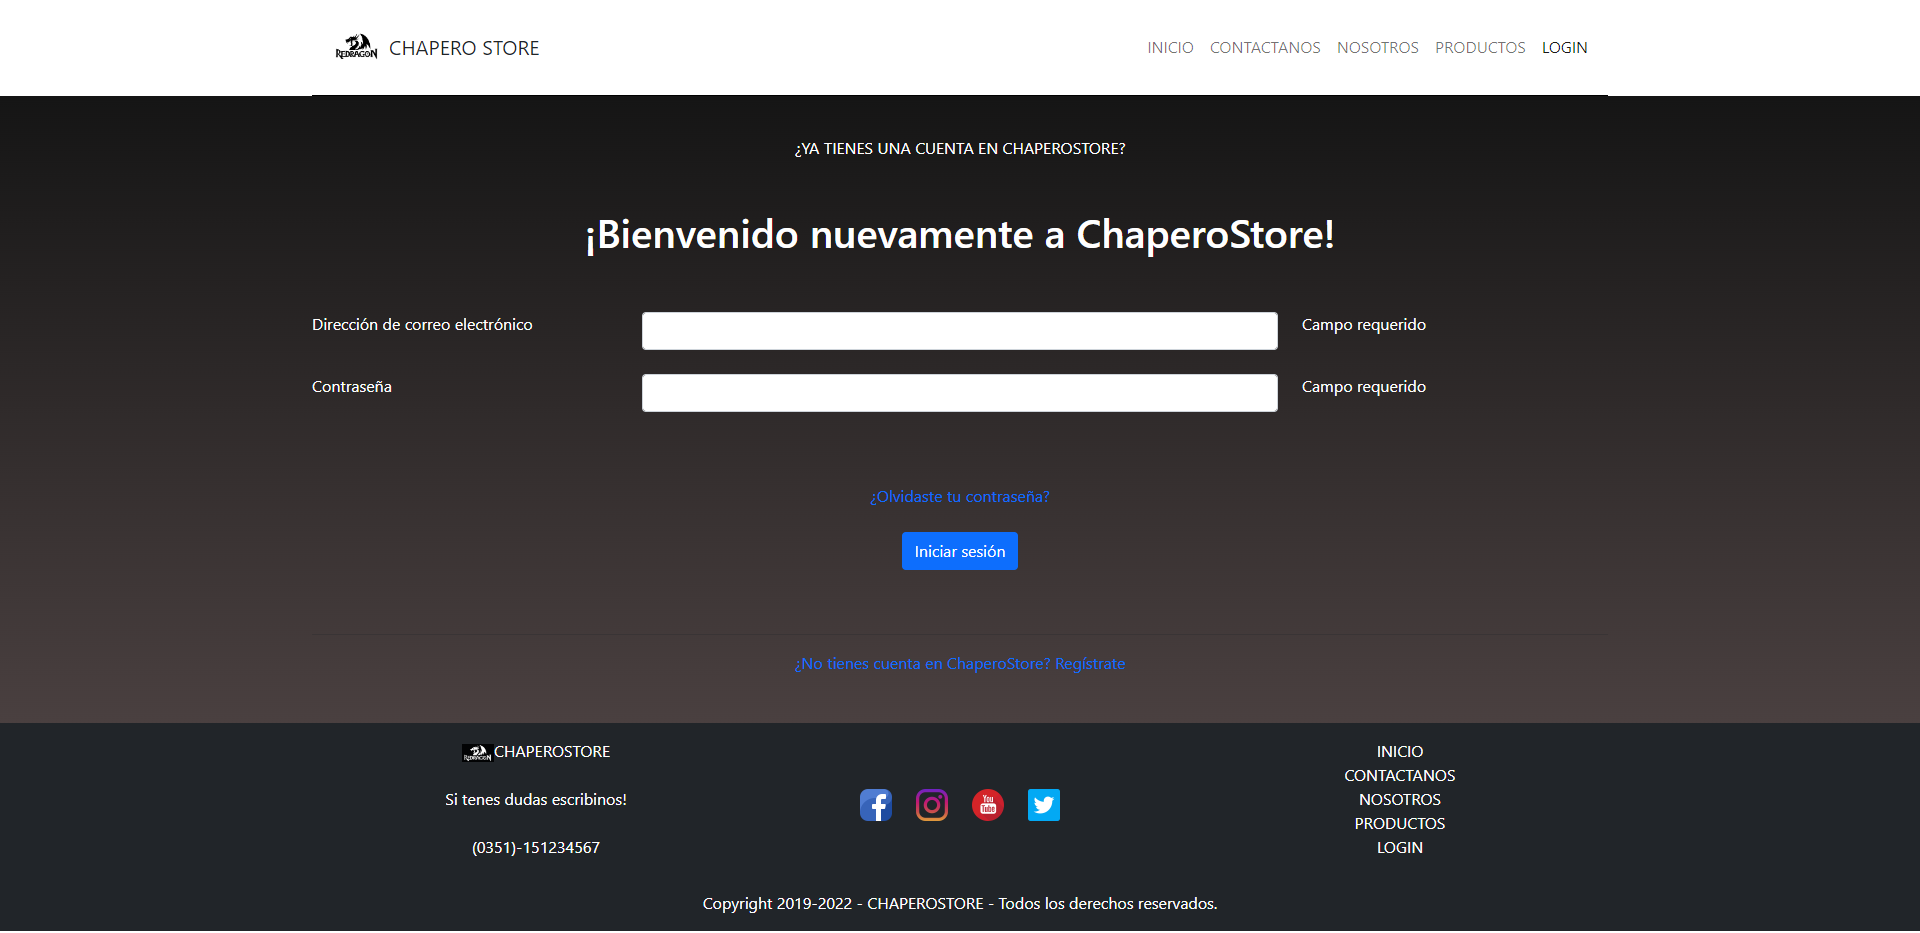 REDRAGON CHAPERO STORE
INICIO CONTACTANOS NOSOTROS PRODUCTOS LOGIN
¿YA TIENES UNA CUENTA EN CHAPEROSTORE?
¡Bienvenido nuevamente a ChaperoStore!
Dirección de correo electrónico Campo requerido
Contraseña Campo requerido
¿Olvidaste tu contraseña?
Iniciar sesión
¿No tienes cuenta en ChaperoStore? Regístrate
REDRAGON CHAPEROSTORE
Si tenes dudas escribinos!
(0351)-151234567
You Tube
INICIO
CONTACTANOS
NOSOTROS
PRODUCTOS
LOGIN
Copyright 2019-2022 - CHAPEROSTORE - Todos los derechos reservados.